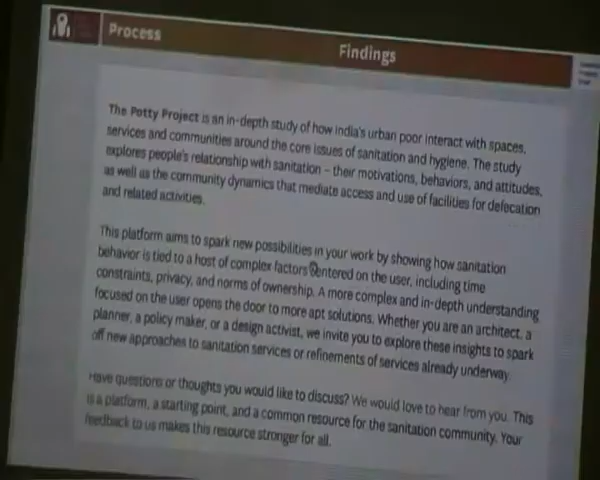 Process
Findings
The Potty Project is an in-depth study of how India's urban poor interact with spaces,
services and communities around the core issues of sanitation and hygiene. The study
explores people's relationship with sanitation – their motivations, behaviors, and attitudes,
as well as the community dynamics that mediate access and use of facilities for defecation
and related activities.
This platform aims to spark new possibilities in your work by showing how sanitation
behavior is tied to a host of complex factors centered on the user, including time
constraints, privacy, and norms of ownership. A more complex and in-depth understanding
focused on the user opens the door to more apt solutions. Whether you are an architect, a
planner, a policy maker, or a design activist, we invite you to explore these insights to spark
off new approaches to sanitation services or refinements of services already underway.
Have questions or thoughts you would like to discuss? We would love to hear from you. This
is a platform, a starting point, and a common resource for the sanitation community. Your
feedback to us makes this resource stronger for all.